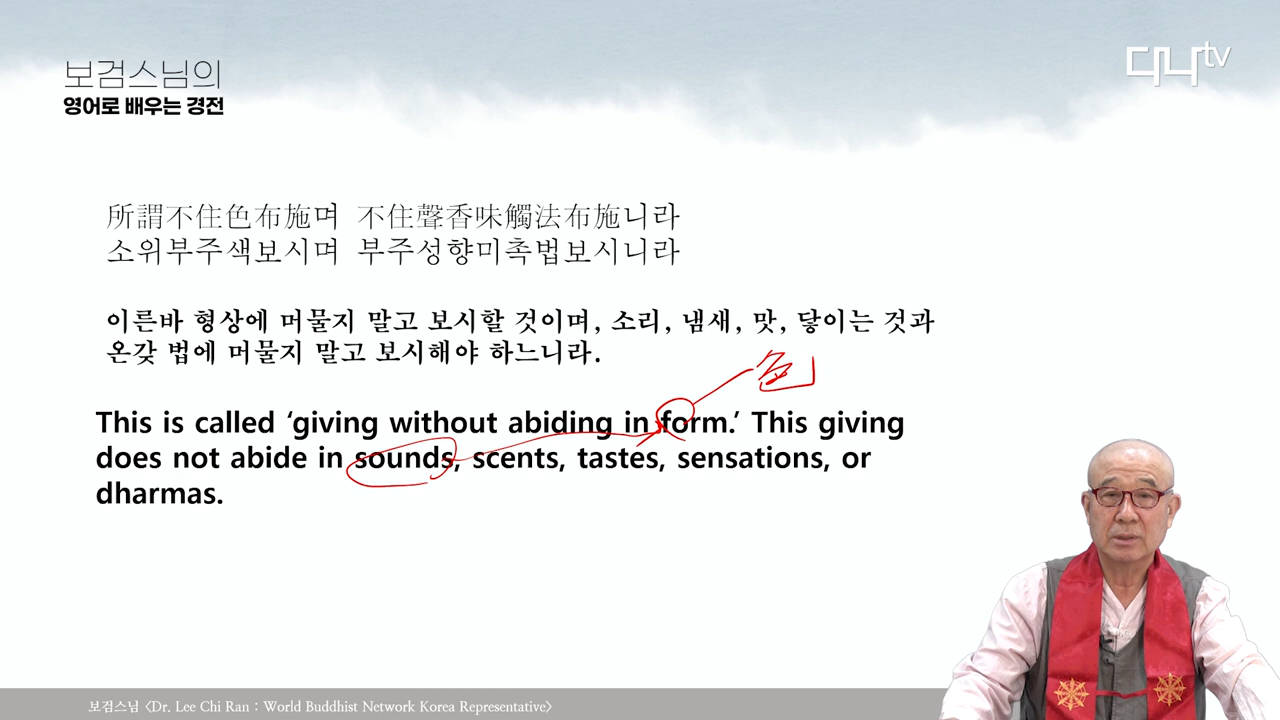 보검스님의
영어로 배우는 경전
다나tv
所謂不住色布施며 不住聲香味觸法布施니라
소위부주색보시며 부주성향미촉법보시니라
이른바 형상에 머물지 말고 보시할 것이며, 소리, 냄새, 맛, 닿이는 것과
온갖 법에 머물지 말고 보시해야 하느니라.
色
This is called ‘giving without abiding in form.’ This giving
does not abide in sounds, scents, tastes, sensations, or
dharmas.
보검스님 <Dr. Lee Chi Ran : World Buddhist Network Korea Representative>